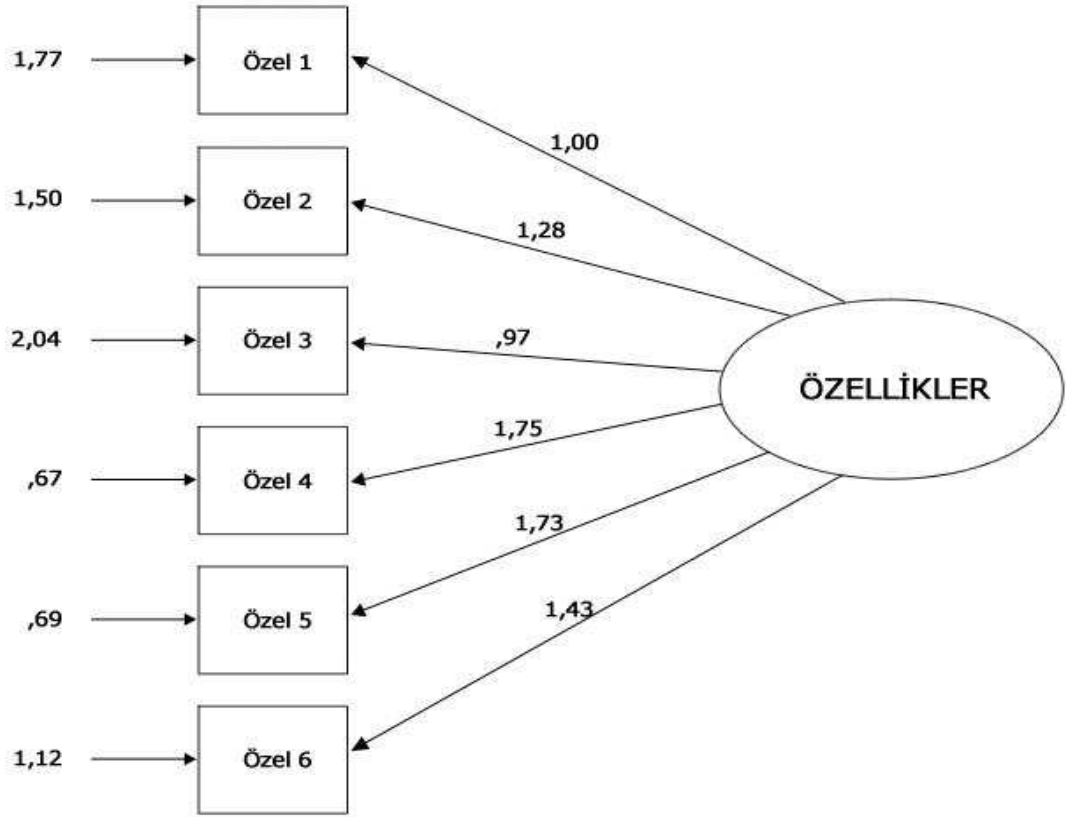 1,77
Özel 1
1,00
1,50
Özel 2
1,28
2,04
Özel 3
,97
ÖZELLİKLER
,67
Özel 4
1,75
,69
Özel 5
1,73
1,12
Özel 6
1,43